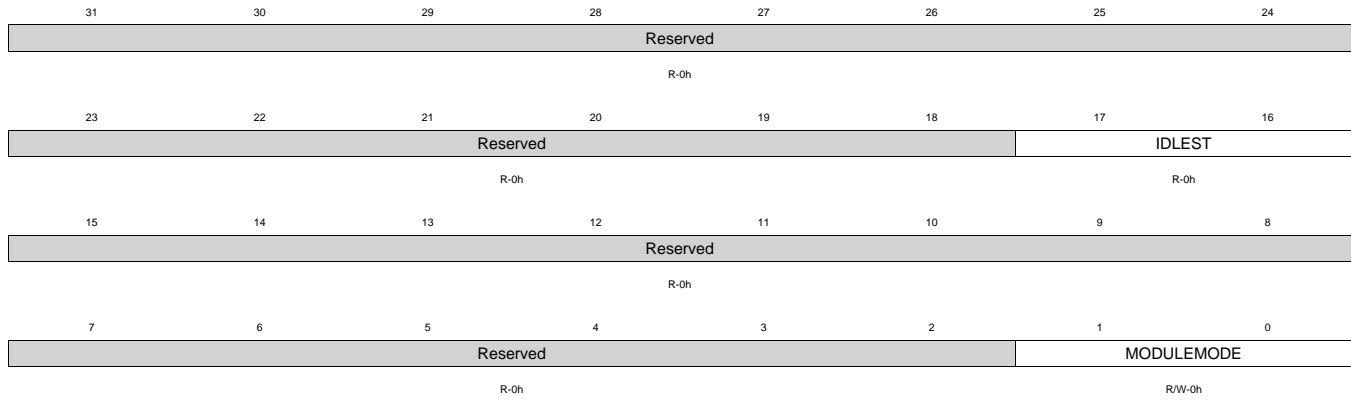 31 30 29 28 27 26 25 24
Reserved
R-0h
23 22 21 20 19 18 17 16
Reserved IDLEST
R-0h R-0h
15 14 13 12 11 10 9 8
Reserved
R-0h
7 6 5 4 3 2 1 0
Reserved MODULEMODE
R-0h R/W-0h